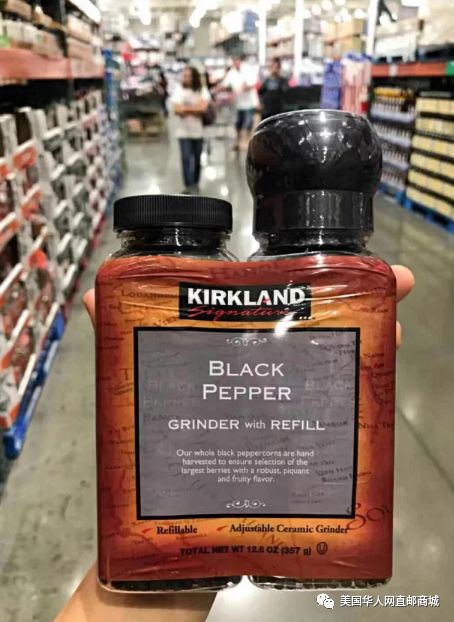 KIRKLAND
Signature
BLACK
PEPPER
GRINDER with REFILL
Our whole black peppercorns are hand
harvested to ensure selection of the
largest berries with a robust, piquant
and fruity flavor.
Refillable
Adjustable Ceramic Grinder
TOTAL NET WT 12.6 OZ (357 g)
美国华人网直邮商城